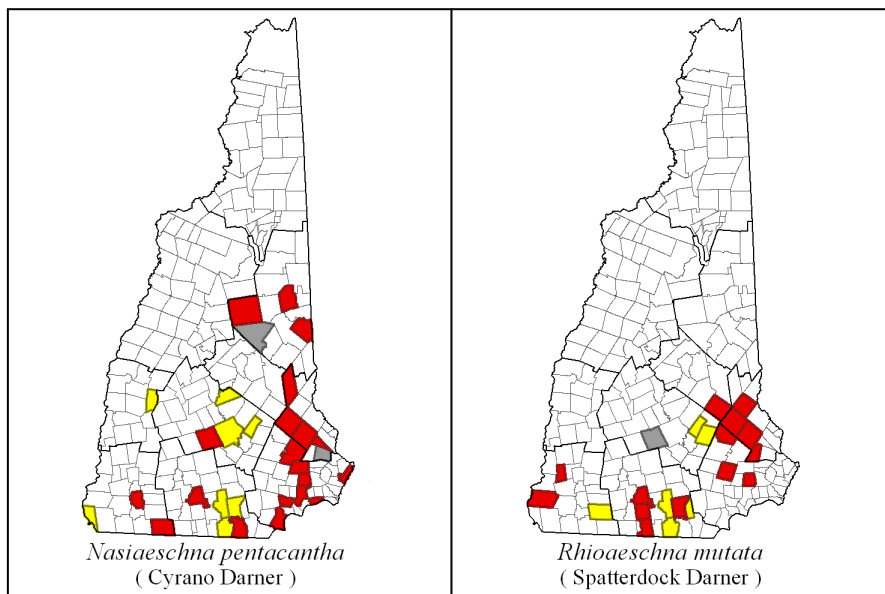 Nasiaeschna pentacantha
( Cyrano Darner )
Rhioaeschna mutata
( Spatterdock Darner )